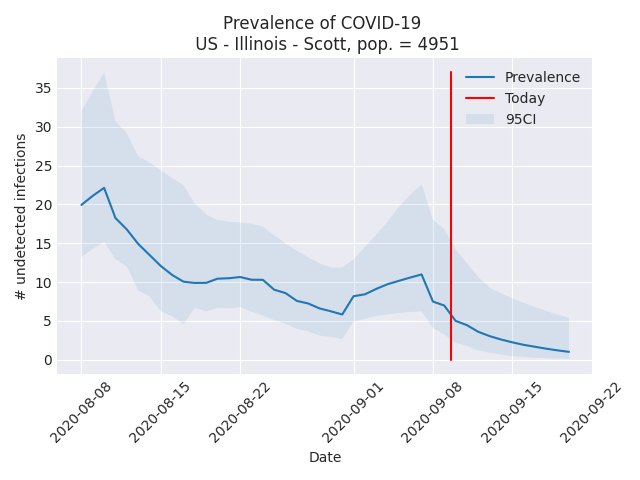 Prevalence of COVID-19
US - Illinois - Scott, pop. = 4951
Prevalence
Today
95CI
# undetected infections
35
30
25
20
15
10
5
0
2020-08-08
2020-08-15
2020-08-22
2020-09-01
2020-09-08
2020-09-15
2020-09-22
Date